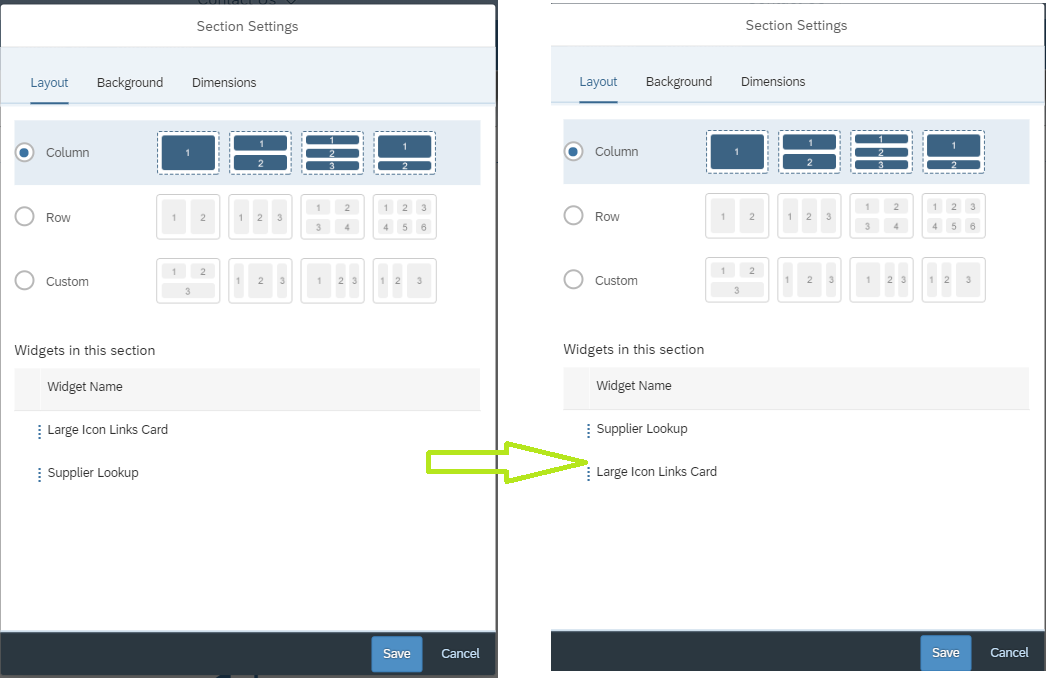 Section Settings
Layout Background Dimensions
Column 1 1 2 1 2 3 1 2
Row 1 2 1 2 3 1 2 3 4 1 2 3 4 5 6
Custom 1 2 3 1 2 3 1 2 3 1 2 3
Widgets in this section
Widget Name
Large Icon Links Card
Supplier Lookup
Save Cancel
Section Settings
Layout Background Dimensions
Column 1 1 2 1 2 3 1 2
Row 1 2 1 2 3 1 2 3 4 1 2 3 4 5 6
Custom 1 2 3 1 2 3 1 2 3 1 2 3
Widgets in this section
Widget Name
Supplier Lookup
Large Icon Links Card
Save Cancel